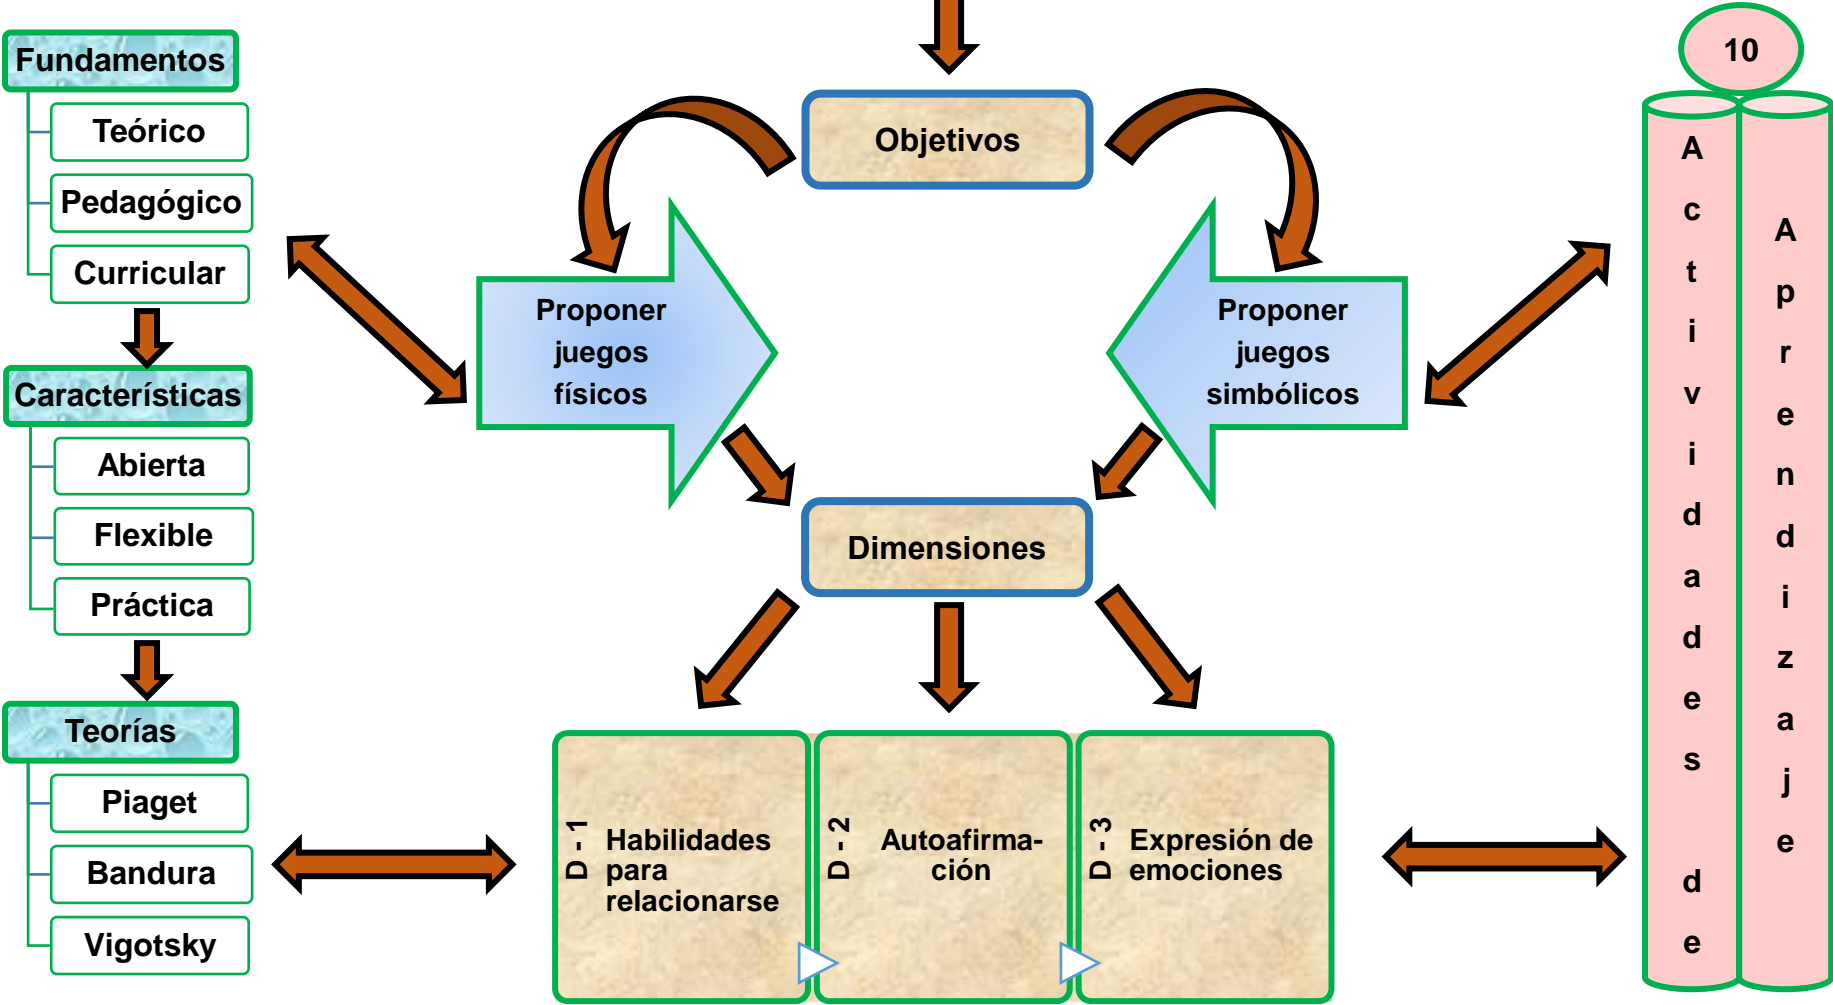 Fundamentos
Teórico
Pedagógico
Curricular
Características
Abierta
Flexible
Práctica
Teorías
Piaget
Bandura
Vigotsky
Objetivos
Proponer
juegos
físicos
Proponer
juegos
simbólicos
Dimensiones
D - 1
Habilidades
para
relacionarse
D - 2
Autoafirma-
ción
D - 3
Expresión de
emociones
10
Actividades de
Aprendizaje